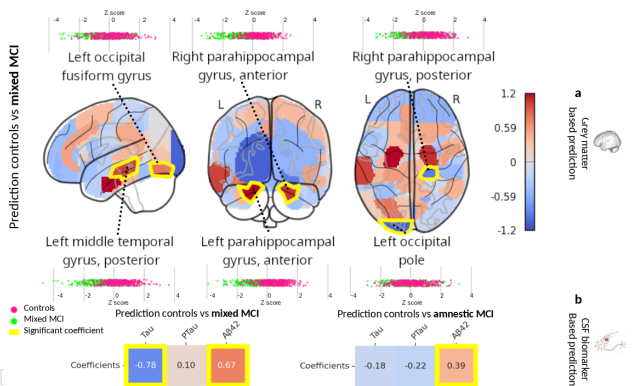 Z score
Z score
Z score
-4 -2 0 2 4
-4 -2 0 2 4
-4 -2 0 2 4
Left occipital
fusiform gyrus
Right parahippocampal
gyrus, anterior
Right parahippocampal
gyrus, posterior
Prediction controls vs mixed MCI
L R
L R
1.2
0.59
0
-0.59
-1.2
a
Grey matter
based prediction
Left middle temporal
gyrus, posterior
Left parahippocampal
gyrus, anterior
Left occipital
pole
-4 -2 0 2 4
-4 -2 0 2 4
-4 -2 0 2 4
Z score
Z score
Z score
Controls
Mixed MCI
Significant coefficient
Prediction controls vs mixed MCI
Tau PTau Aβ42
Coefficients -0.78 0.10 0.67
Prediction controls vs amnestic MCI
Tau PTau Aβ42
Coefficients -0.18 -0.22 0.39
b
CSF biomarker
Based prediction